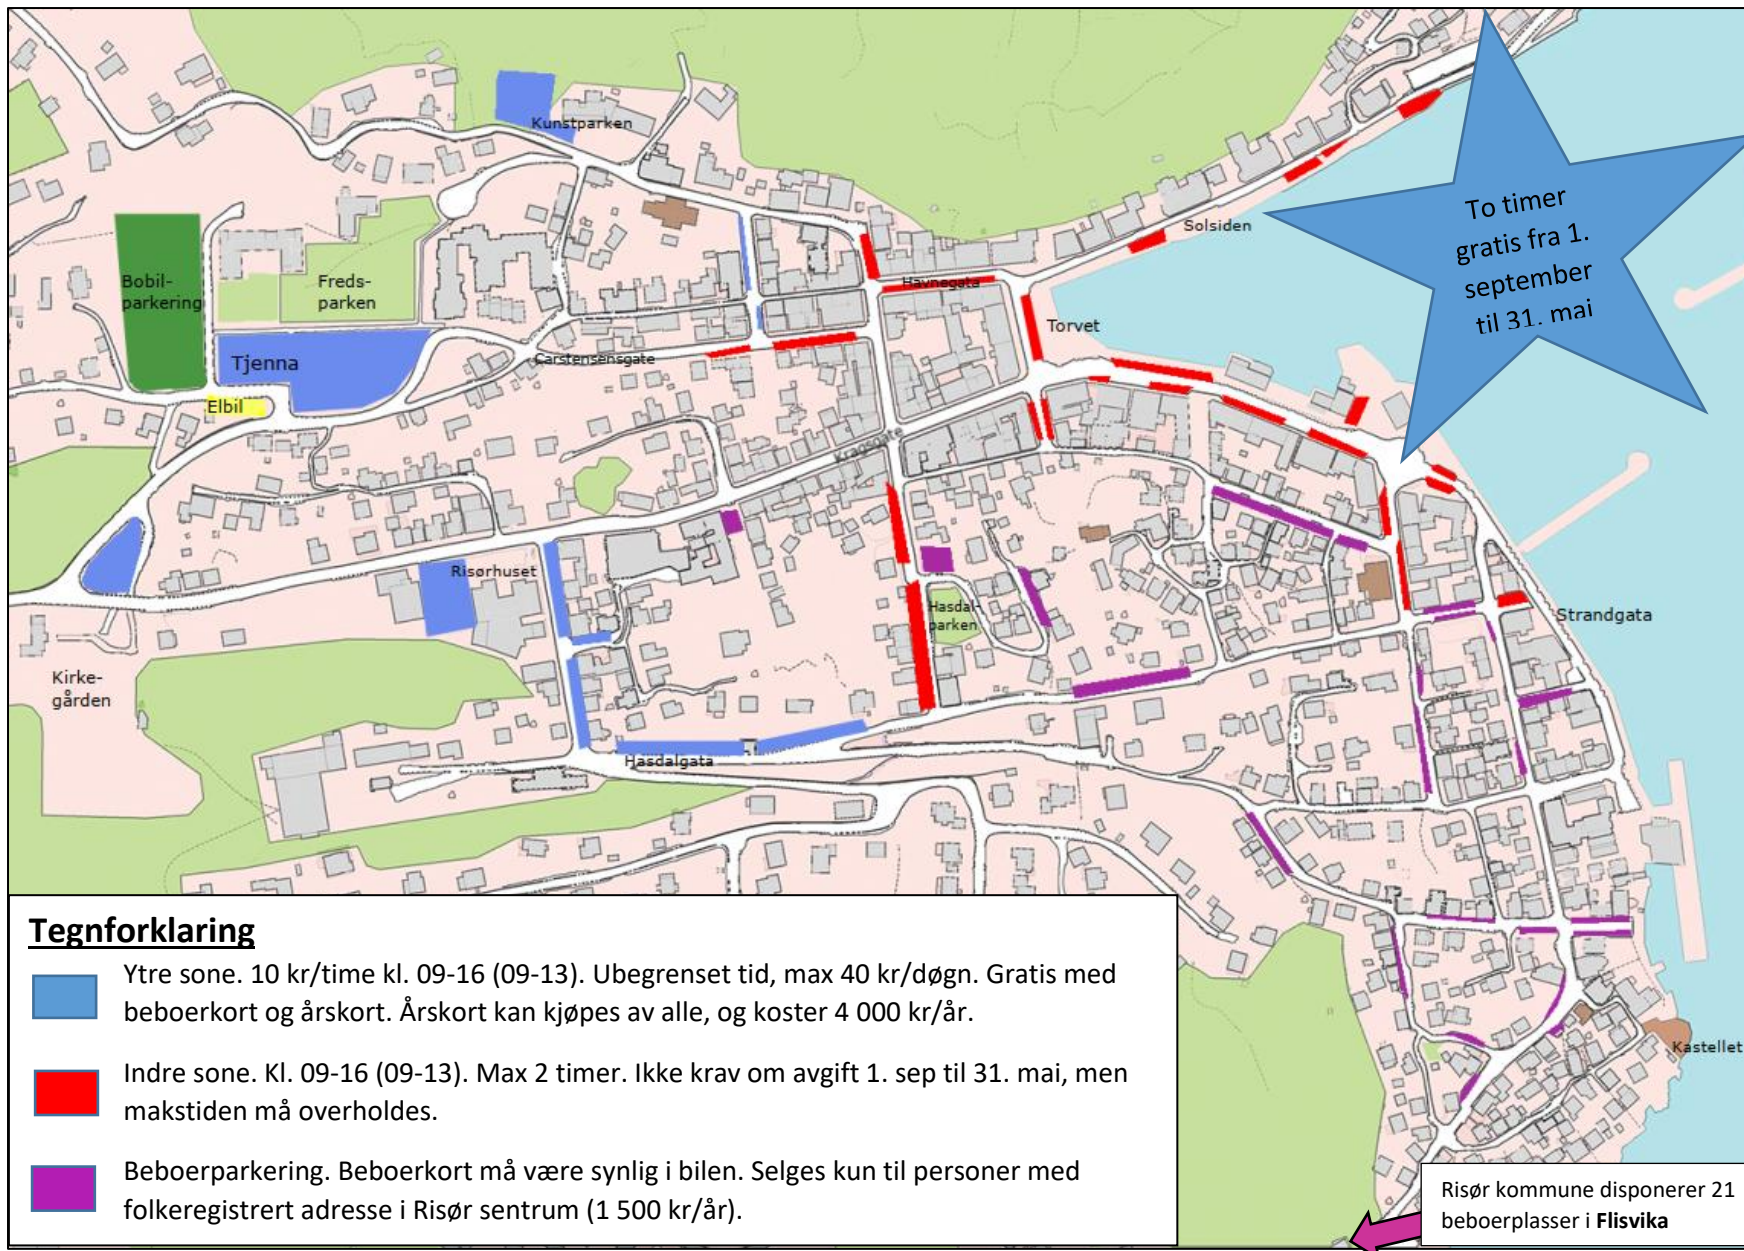 Kunstparken
To timer
gratis fra 1.
september
til 31. mai
Solsiden
Bobil-
parkering
Freds-
parken
Havnegata
Torvet
Tjenna
Carstensensgate
Elbil
Kragsgate
Risørhuset
Hasdal-
parken
Strandgata
Kirke-
gården
Hasdalgata
Kastellet
Tegnforklaring
Ytre sone. 10 kr/time kl. 09-16 (09-13). Ubegrenset tid, max 40 kr/døgn. Gratis med
beboerkort og årskort. Årskort kan kjøpes av alle, og koster 4 000 kr/år.
Indre sone. Kl. 09-16 (09-13). Max 2 timer. Ikke krav om avgift 1. sep til 31. mai, men
makstiden må overholdes.
Beboerparkering. Beboerkort må være synlig i bilen. Selges kun til personer med
folkeregistrert adresse i Risør sentrum (1 500 kr/år).
Risør kommune disponerer 21
beboerplasser i Flisvika